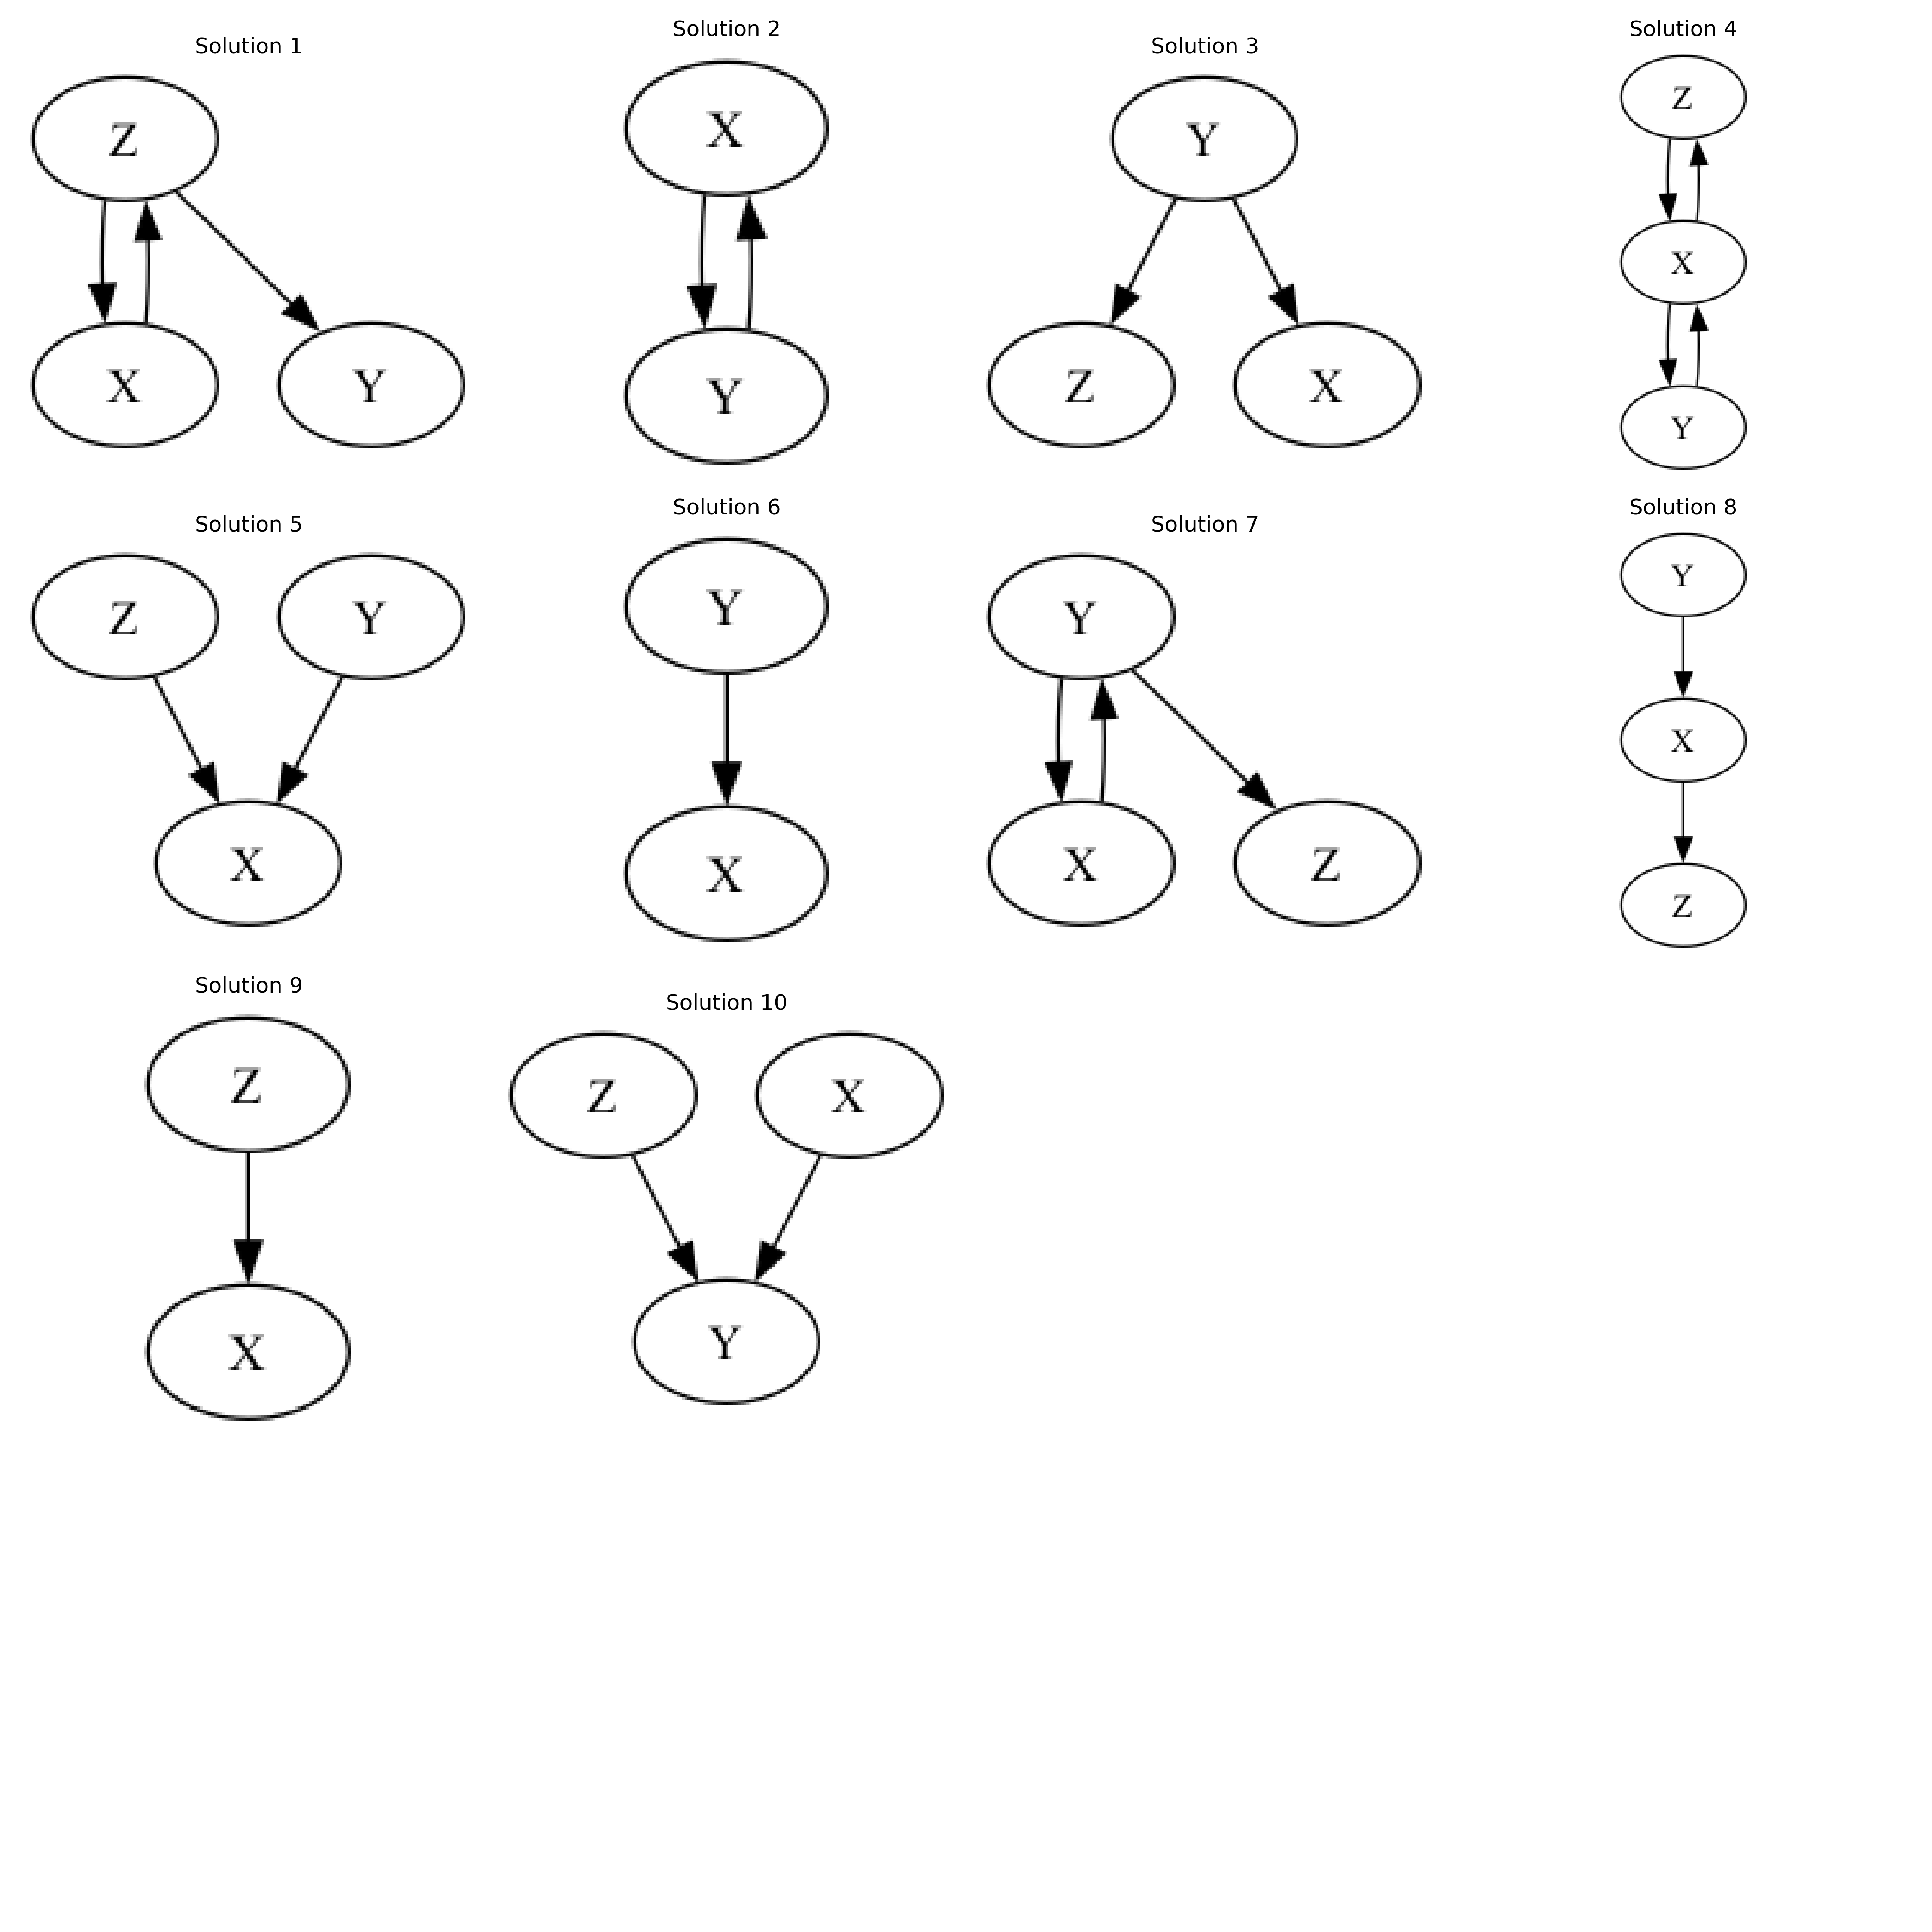 Solution 1
Z
X Y
Solution 2
X
Y
Solution 3
Y
Z X
Solution 4
Z
X
Y
Solution 5
Z Y
X
Solution 6
Y
X
Solution 7
Y
X Z
Solution 8
Y
X
Z
Solution 9
Z
X
Solution 10
Z X
Y